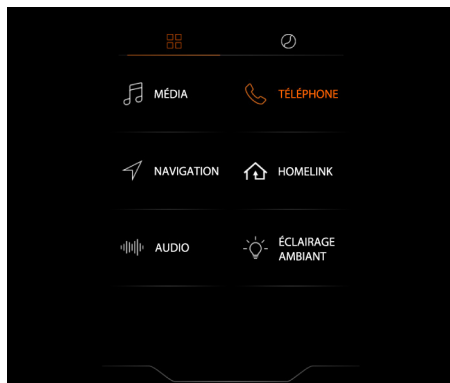 MÉDIA
TÉLÉPHONE
NAVIGATION
HOMELINK
AUDIO
ÉCLAIRAGE
AMBIANT